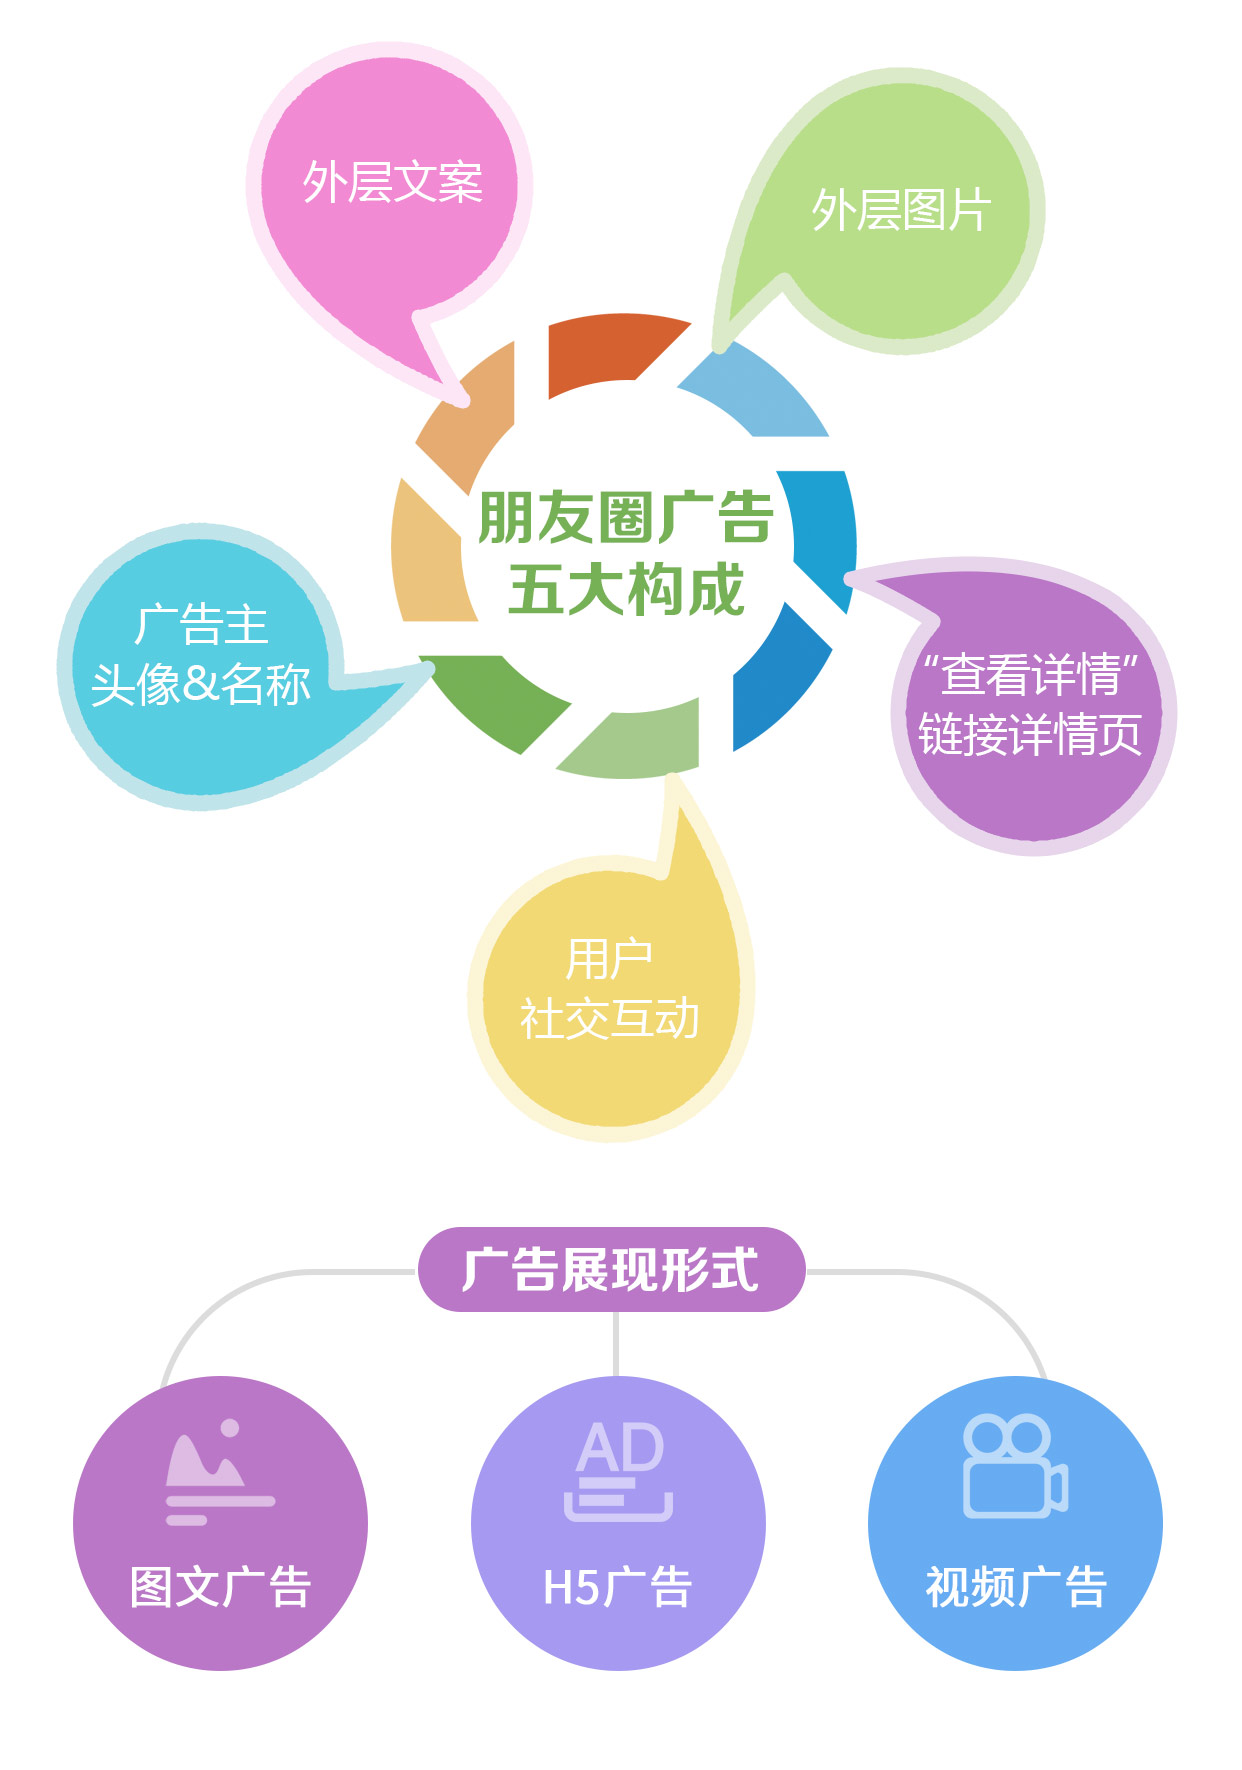 外层文案
外层图片
朋友圈广告
五大构成
广告主
头像&名称
“查看详情”
链接详情页
用户
社交互动
广告展现形式
AD
图文广告
H5广告
视频广告